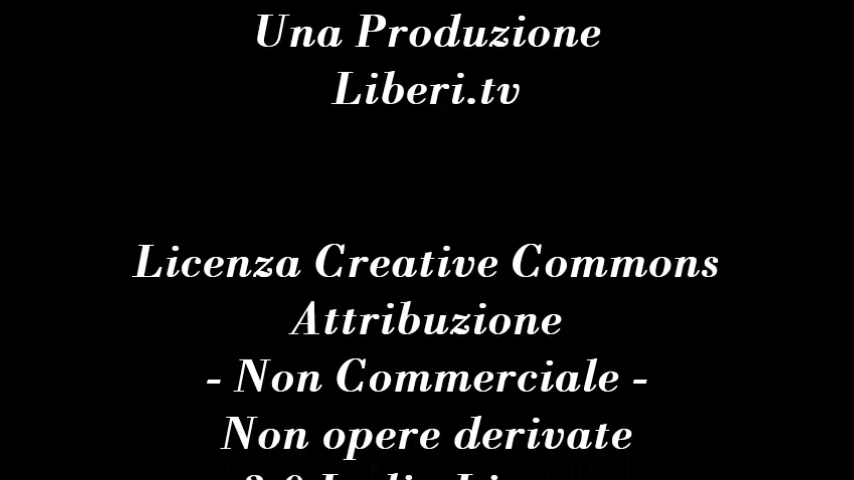 Una Produzione
Liberi.tv
Licenza Creative Commons
Attribuzione
- Non Commerciale -
Non opere derivate